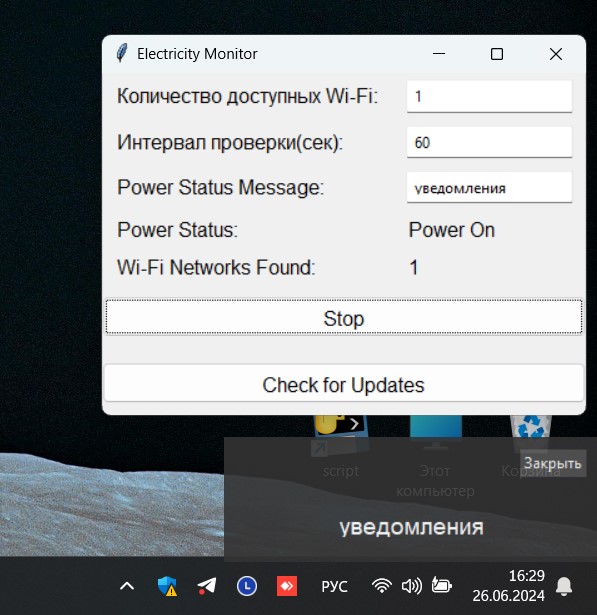 Electricity Monitor
Количество доступных Wi-Fi: 1
Интервал проверки(сек): 60
Power Status Message: уведомления
Power Status: Power On
Wi-Fi Networks Found: 1
Stop
Check for Updates
script
Этот
компьютер
Корзина
Закрыть
уведомления
L
РУС
16:29
26.06.2024